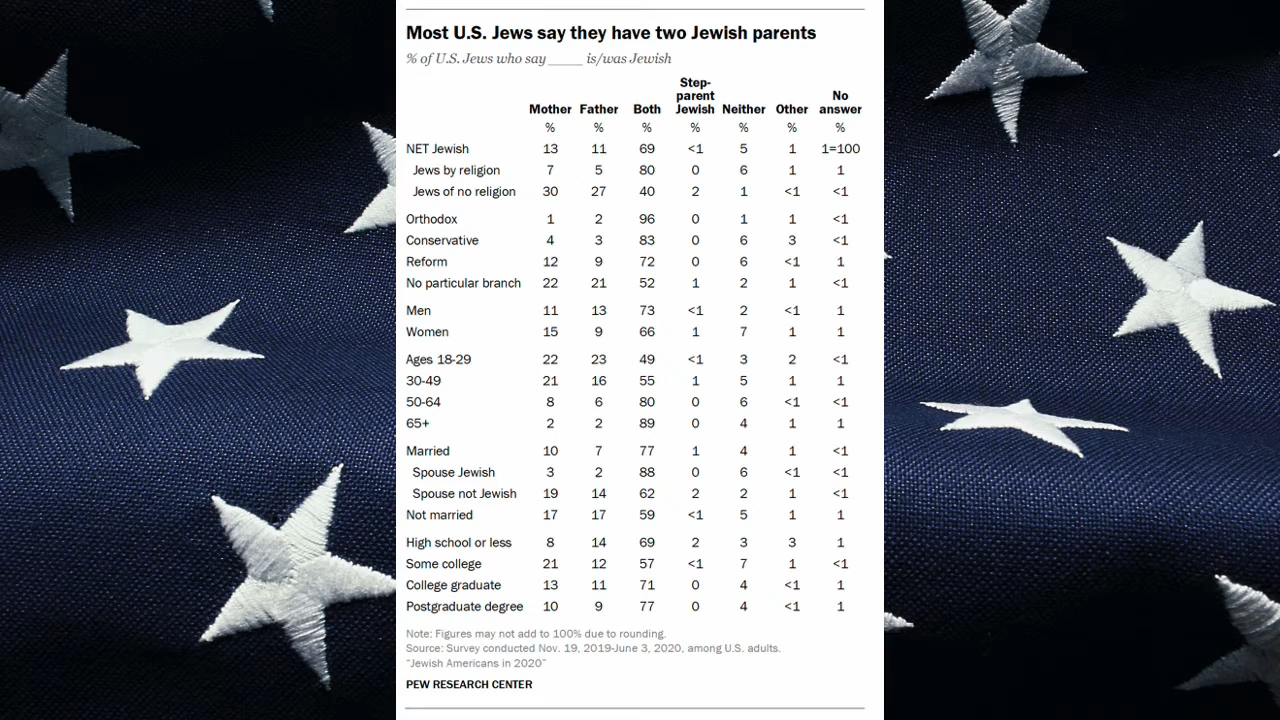 Most U.S. Jews say they have two Jewish parents
% of U.S. Jews who say _____ is/was Jewish
Mother Father Both Step-parent Jewish Neither Other No answer
% % % % % % %
NET Jewish 13 11 69 <1 5 1 1=100
Jews by religion 7 5 80 0 6 1 1
Jews of no religion 30 27 40 2 1 <1 <1
Orthodox 1 2 96 0 1 1 <1
Conservative 4 3 83 0 6 3 <1
Reform 12 9 72 0 6 <1 1
No particular branch 22 21 52 1 2 1 <1
Men 11 13 73 <1 2 <1 1
Women 15 9 66 1 7 1 1
Ages 18-29 22 23 49 <1 3 2 <1
30-49 21 16 55 1 5 1 1
50-64 8 6 80 0 6 <1 <1
65+ 2 2 89 0 4 1 1
Married 10 7 77 1 4 1 <1
Spouse Jewish 3 2 88 0 6 <1 <1
Spouse not Jewish 19 14 62 2 2 1 <1
Not married 17 17 59 <1 5 1 1
High school or less 8 14 69 2 3 3 1
Some college 21 12 57 <1 7 1 <1
College graduate 13 11 71 0 4 <1 1
Postgraduate degree 10 9 77 0 4 <1 1
Note: Figures may not add to 100% due to rounding.
Source: Survey conducted Nov. 19, 2019-June 3, 2020, among U.S. adults.
"Jewish Americans in 2020"
PEW RESEARCH CENTER